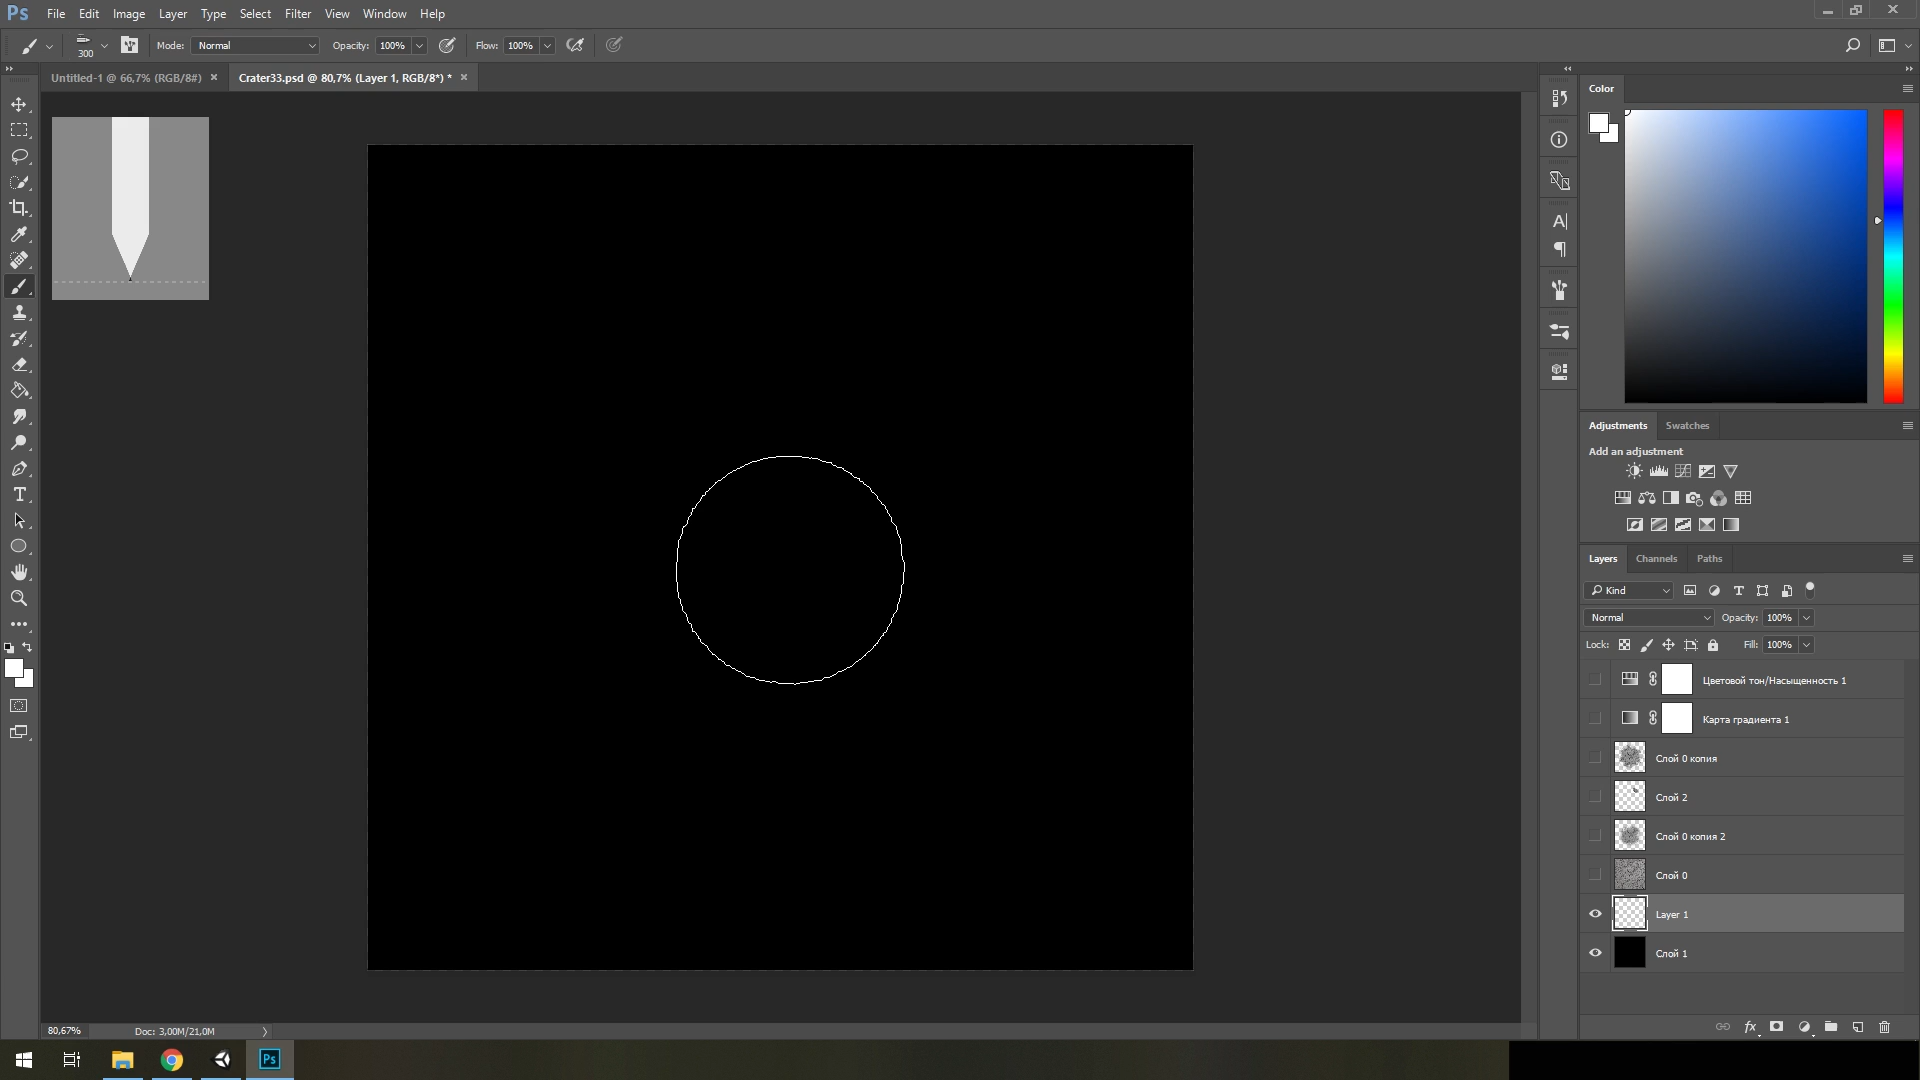 Ps File Edit Image Layer Type Select Filter View Window Help
300 Mode: Normal Opacity: 100% Flow: 100%
Untitled-1 @ 66,7% (RGB/8#) × Crater33.psd @ 80,7% (Layer 1, RGB/8*) * ×
Color
Adjustments Swatches
Add an adjustment
Layers Channels Paths
Kind
Normal Opacity: 100%
Lock: Fill: 100%
Цветовой тон/Насыщенность 1
Карта градиента 1
Слой 0 копия
Слой 2
Слой 0 копия 2
Слой 0
Layer 1
Слой 1
80,67% Doc: 3,00M/21,0M
Ps